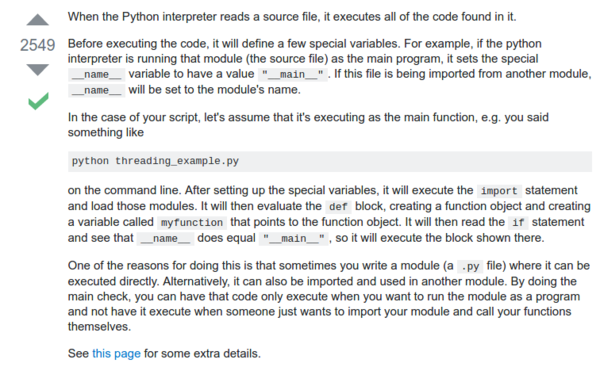 When the Python interpreter reads a source file, it executes all of the code found in it.
Before executing the code, it will define a few special variables. For example, if the python
2549
interpreter is running that module (the source file) as the main program, it sets the special
__name__ variable to have a value "__main__". If this file is being imported from another module,
__name__ will be set to the module's name.
In the case of your script, let's assume that it's executing as the main function, e.g. you said
something like
python threading_example.py
on the command line. After setting up the special variables, it will execute the import statement
and load those modules. It will then evaluate the def block, creating a function object and creating
a variable called myfunction that points to the function object. It will then read the if statement
and see that __name__ does equal "__main__", so it will execute the block shown there.
One of the reasons for doing this is that sometimes you write a module (a .py file) where it can be
executed directly. Alternatively, it can also be imported and used in another module. By doing the
main check, you can have that code only execute when you want to run the module as a program
and not have it execute when someone just wants to import your module and call your functions
themselves.
See this page for some extra details.